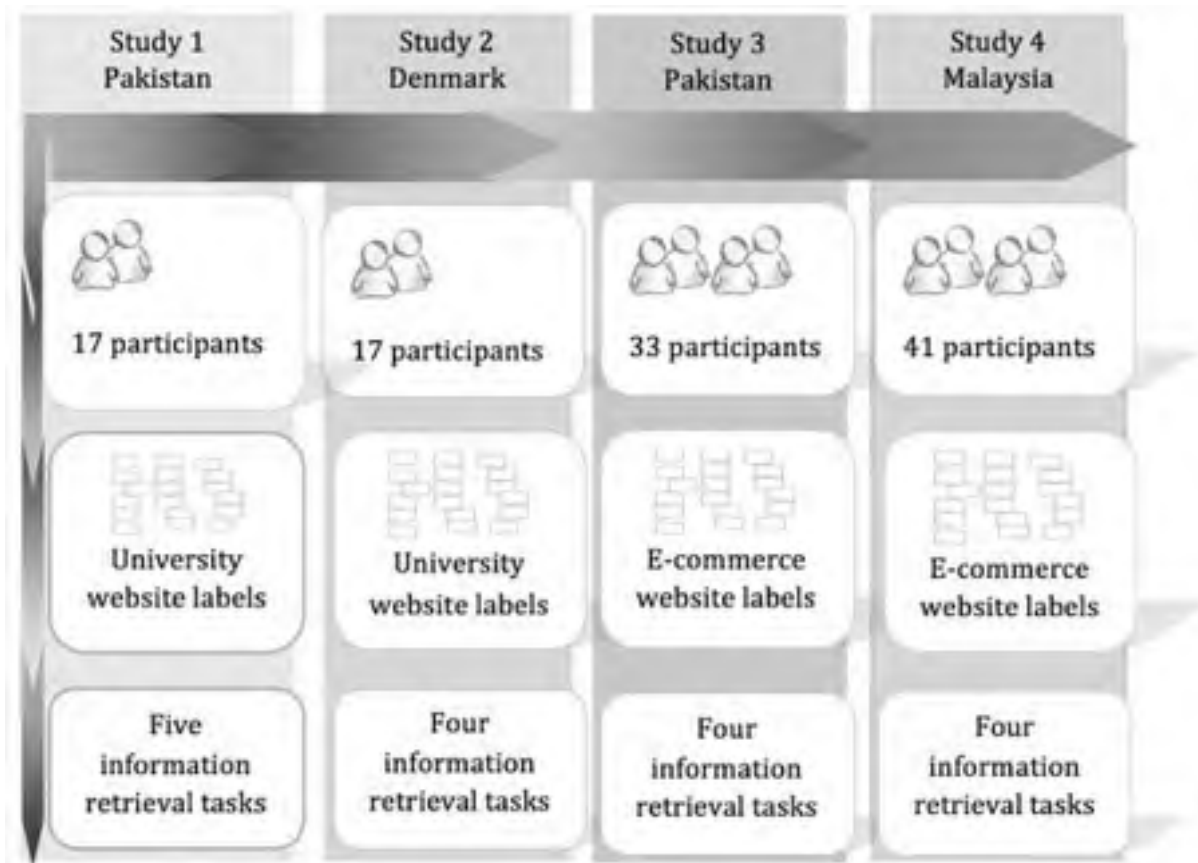 Study 1
Pakistan
Study 2
Denmark
Study 3
Pakistan
Study 4
Malaysia
17 participants
17 participants
33 participants
41 participants
University
website labels
University
website labels
E-commerce
website labels
E-commerce
website labels
Five
information
retrieval tasks
Four
information
retrieval tasks
Four
information
retrieval tasks
Four
information
retrieval tasks